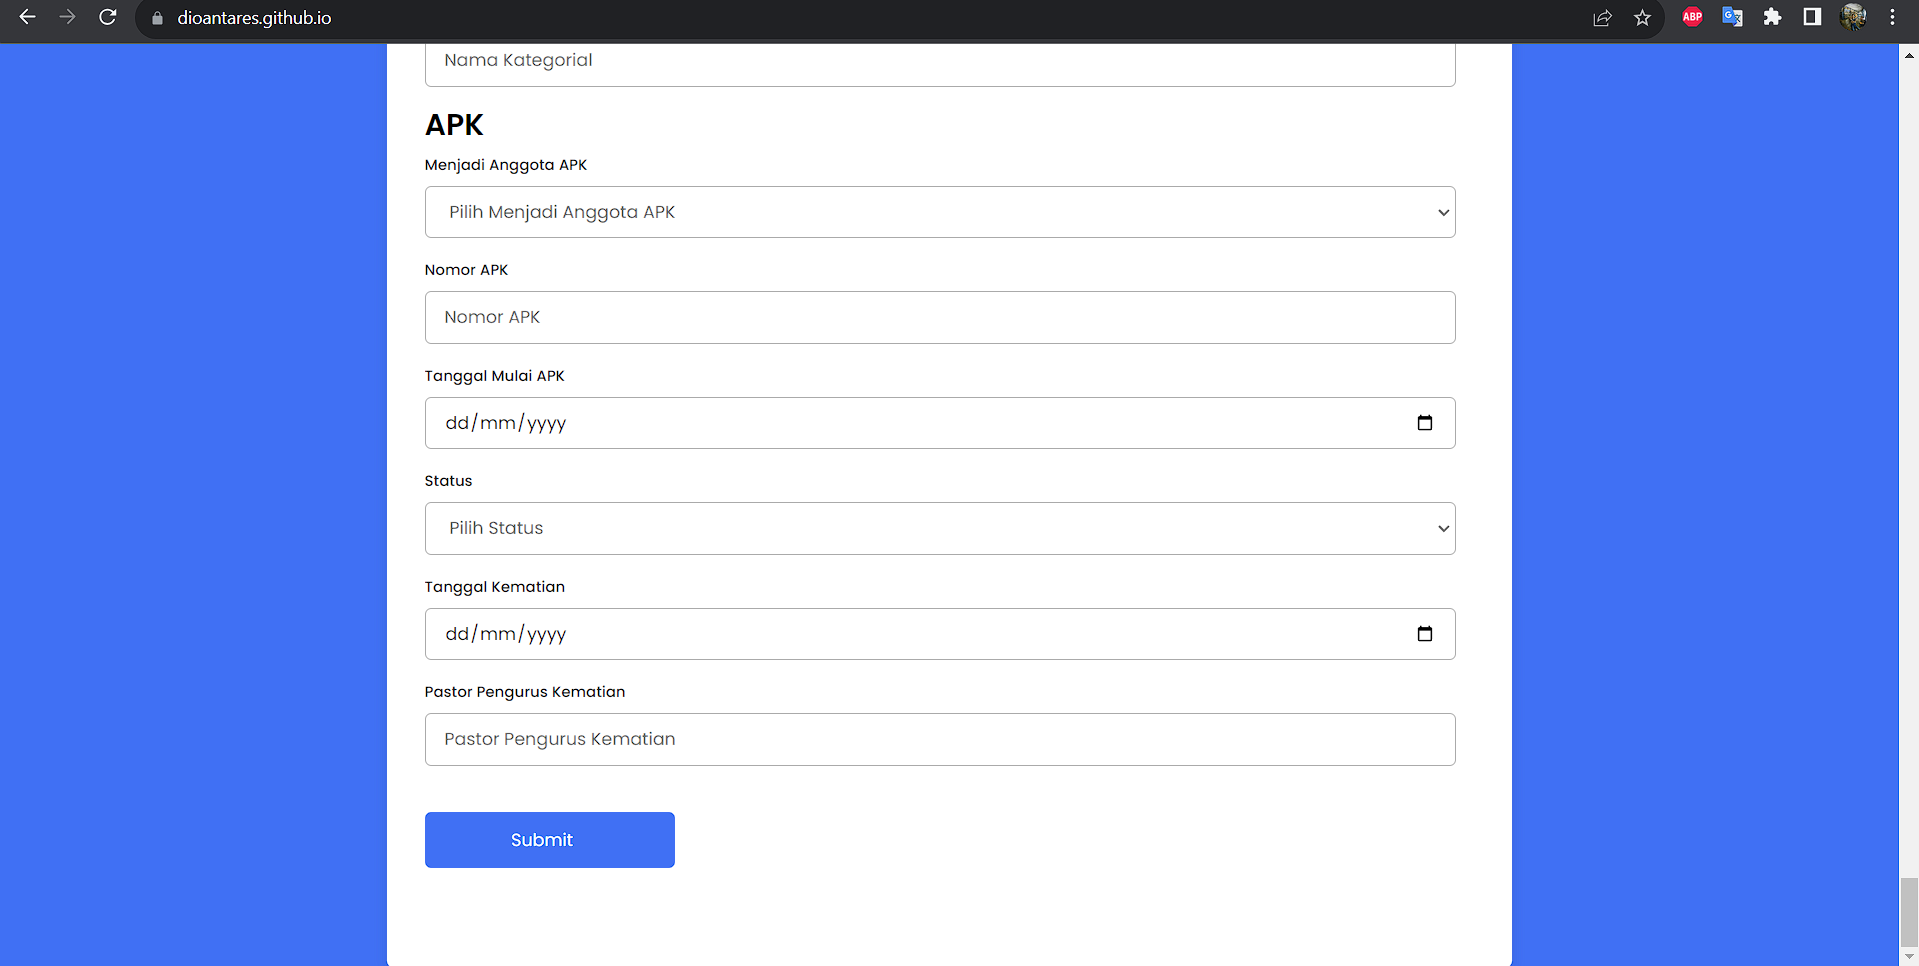 dioantares.github.io
ABP
G
Nama Kategorial
APK
Menjadi Anggota APK
Pilih Menjadi Anggota APK
Nomor APK
Nomor APK
Tanggal Mulai APK
dd/mm/yyyy
Status
Pilih Status
Tanggal Kematian
dd/mm/yyyy
Pastor Pengurus Kematian
Pastor Pengurus Kematian
Submit